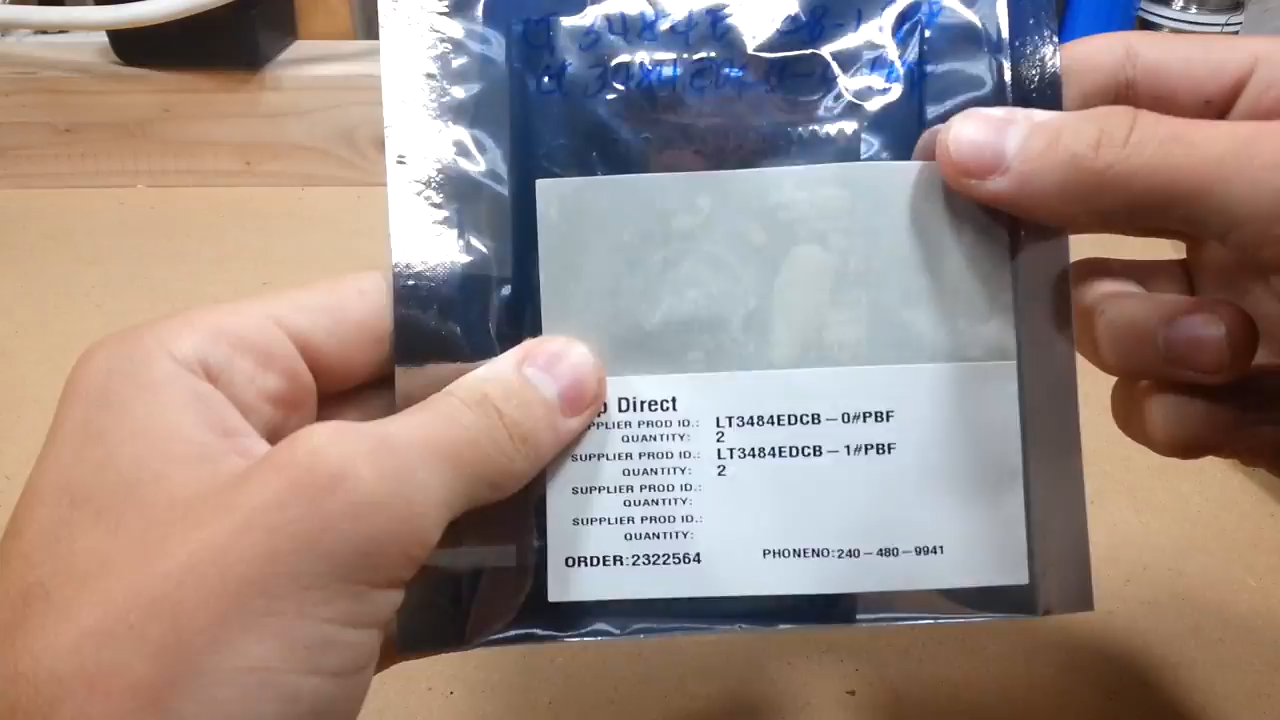 Direct
SUPPLIER PROD ID.: LT3484EDCB-0#PBF
QUANTITY: 2
SUPPLIER PROD ID.: LT3484EDCB-1#PBF
QUANTITY: 2
SUPPLIER PROD ID.:
QUANTITY:
SUPPLIER PROD ID.:
QUANTITY:
ORDER:2322564 PHONENO:240-480-9941